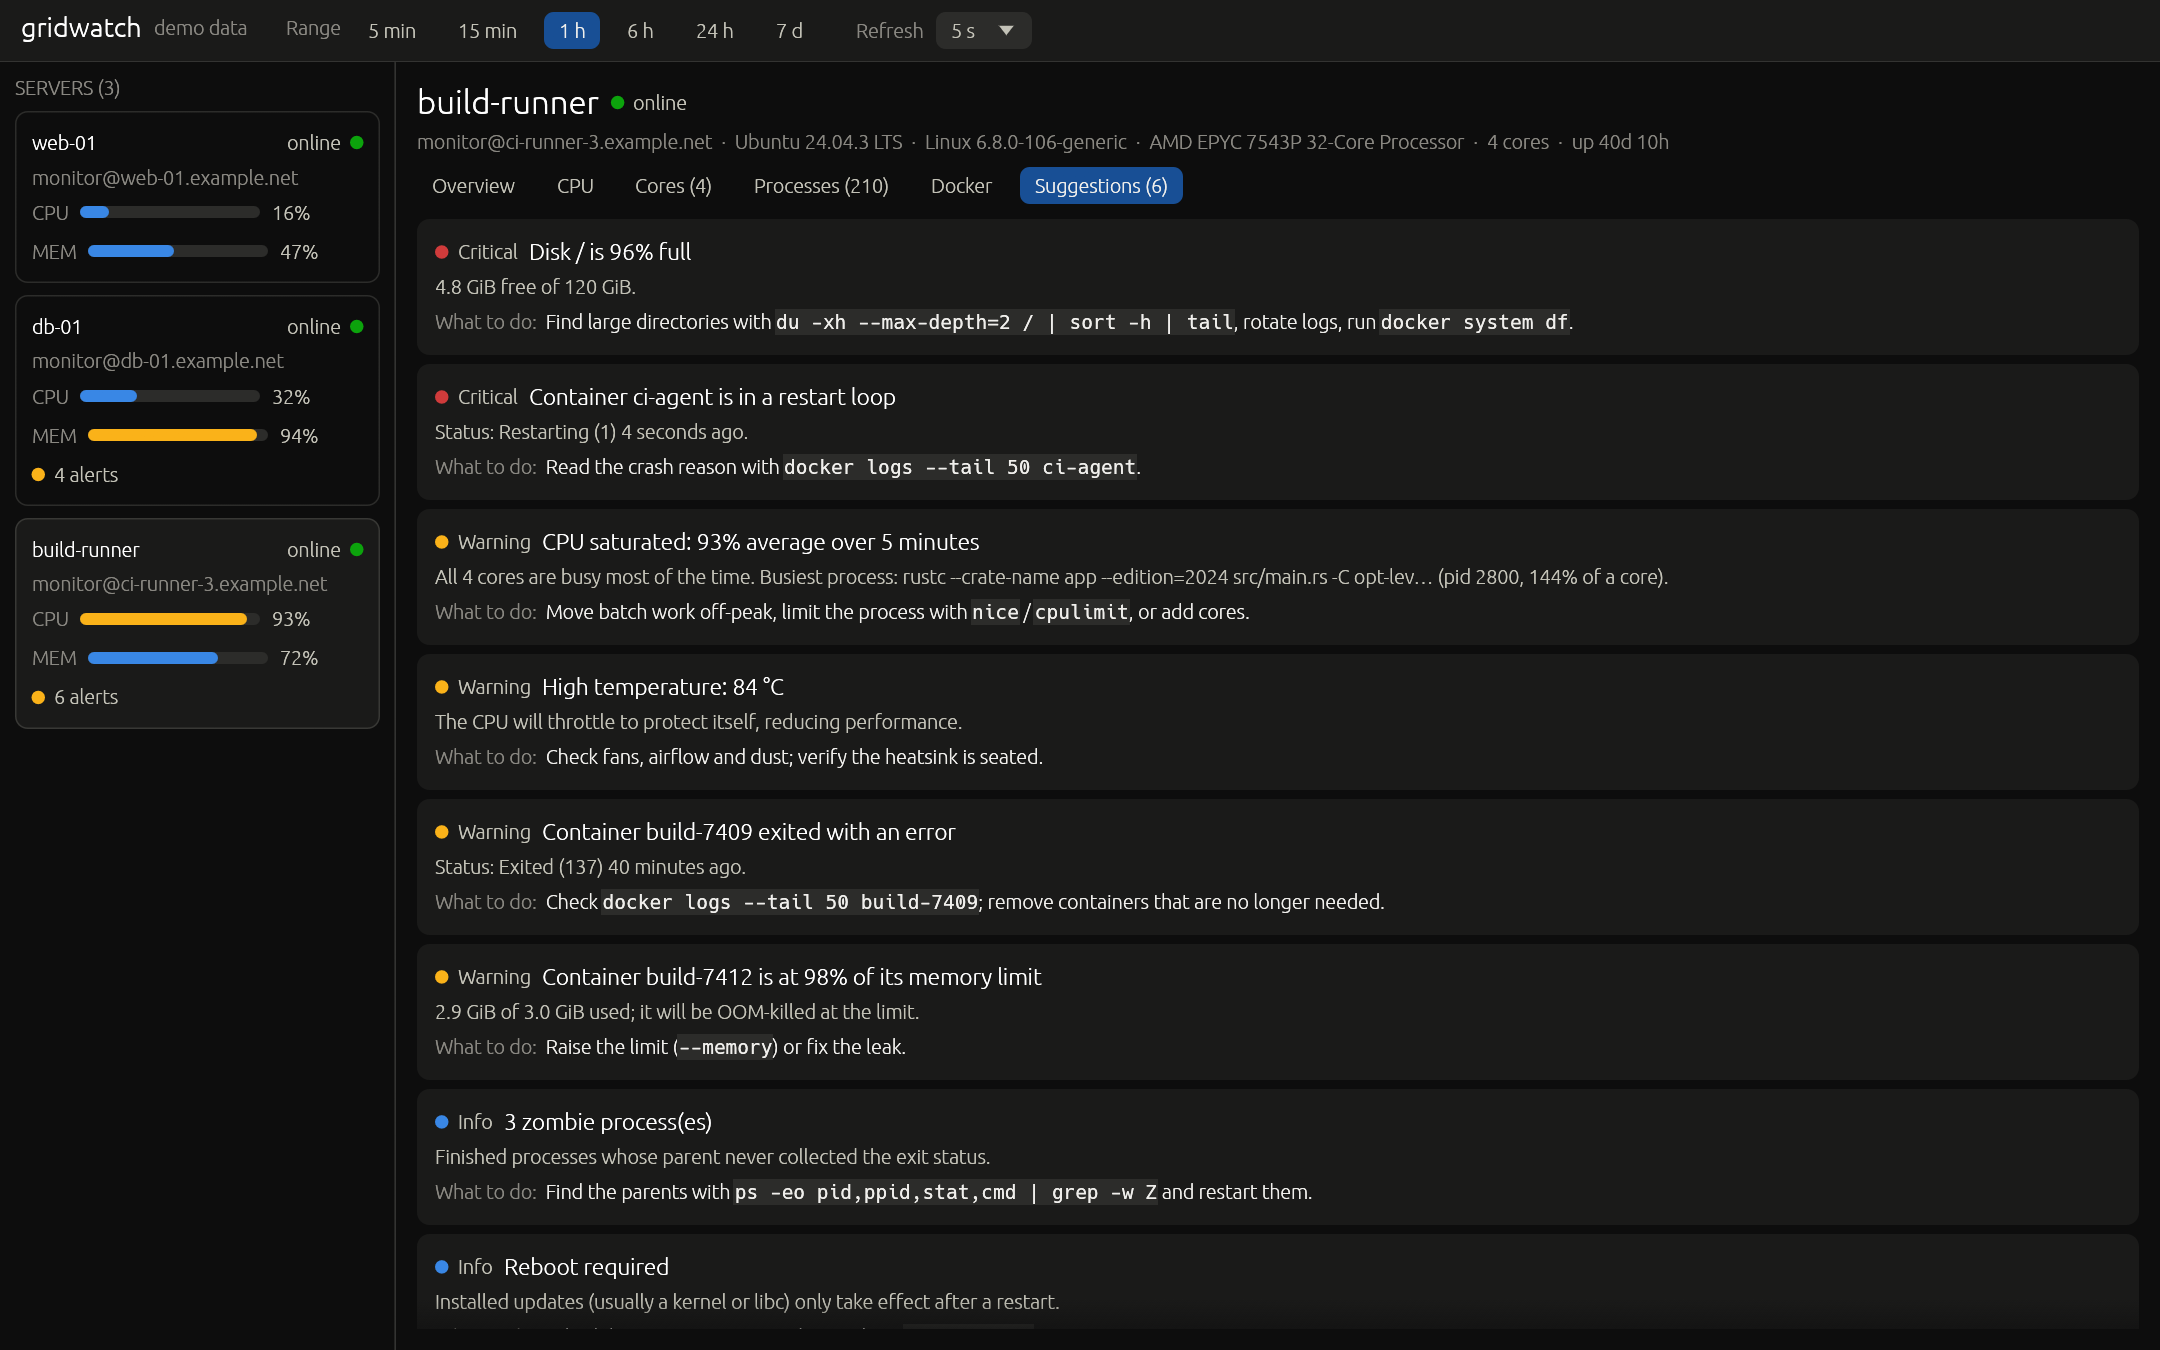 gridwatch demo data Range 5 min 15 min 1 h 6 h 24 h 7 d Refresh 5 s
SERVERS (3)
web-01 online
monitor@web-01.example.net
CPU 16%
MEM 47%
db-01 online
monitor@db-01.example.net
CPU 32%
MEM 94%
4 alerts
build-runner online
monitor@ci-runner-3.example.net
CPU 93%
MEM 72%
6 alerts
build-runner online
monitor@ci-runner-3.example.net · Ubuntu 24.04.3 LTS · Linux 6.8.0-106-generic · AMD EPYC 7543P 32-Core Processor · 4 cores · up 40d 10h
Overview CPU Cores (4) Processes (210) Docker Suggestions (6)
Critical Disk / is 96% full
4.8 GiB free of 120 GiB.
What to do: Find large directories with du -xh --max-depth=2 / | sort -h | tail, rotate logs, run docker system df.
Critical Container ci-agent is in a restart loop
Status: Restarting (1) 4 seconds ago.
What to do: Read the crash reason with docker logs --tail 50 ci-agent.
Warning CPU saturated: 93% average over 5 minutes
All 4 cores are busy most of the time. Busiest process: rustc --crate-name app --edition=2024 src/main.rs -C opt-lev… (pid 2800, 144% of a core).
What to do: Move batch work off-peak, limit the process with nice / cpulimit, or add cores.
Warning High temperature: 84 °C
The CPU will throttle to protect itself, reducing performance.
What to do: Check fans, airflow and dust; verify the heatsink is seated.
Warning Container build-7409 exited with an error
Status: Exited (137) 40 minutes ago.
What to do: Check docker logs --tail 50 build-7409; remove containers that are no longer needed.
Warning Container build-7412 is at 98% of its memory limit
2.9 GiB of 3.0 GiB used; it will be OOM-killed at the limit.
What to do: Raise the limit (--memory) or fix the leak.
Info 3 zombie process(es)
Finished processes whose parent never collected the exit status.
What to do: Find the parents with ps -eo pid,ppid,stat,cmd | grep -w Z and restart them.
Info Reboot required
Installed updates (usually a kernel or libc) only take effect after a restart.